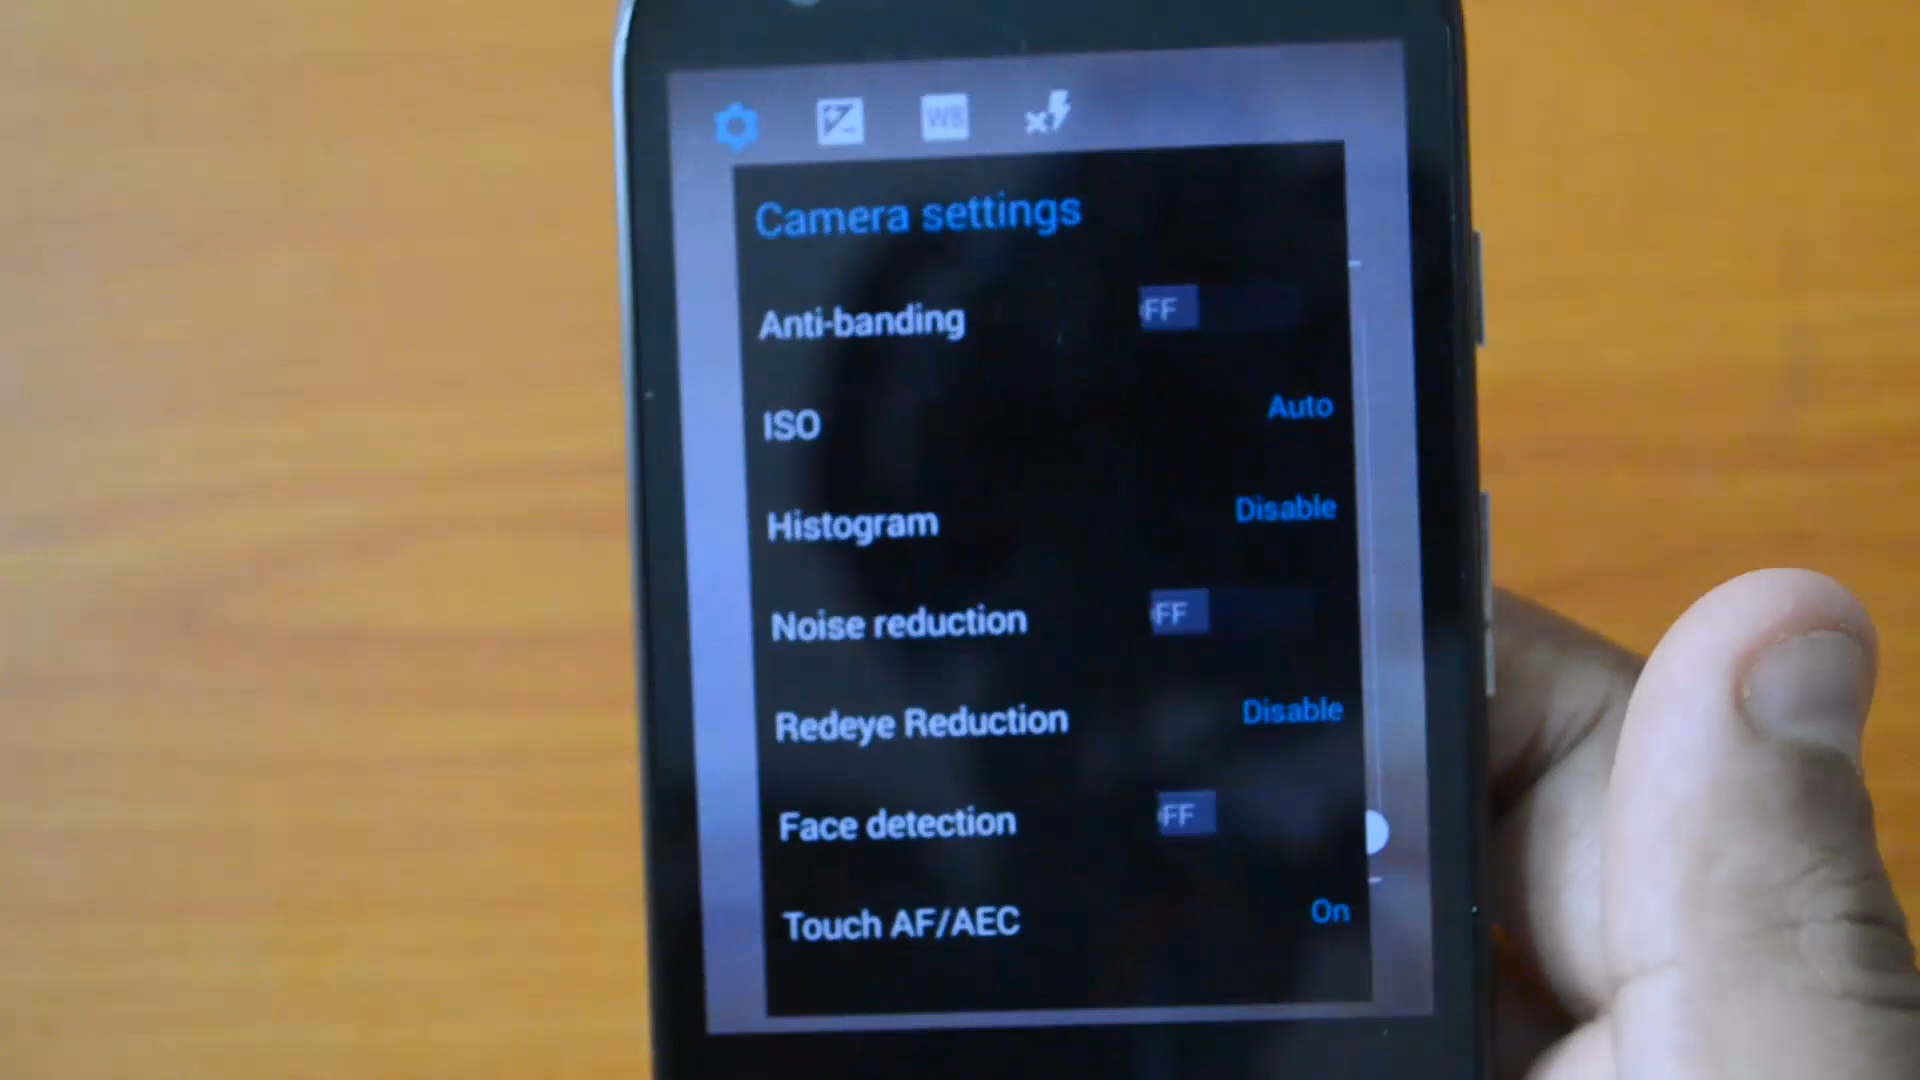 WB
Camera settings
Anti-banding FF
ISO Auto
Histogram Disable
Noise reduction FF
Redeye Reduction Disable
Face detection FF
Touch AF/AEC On